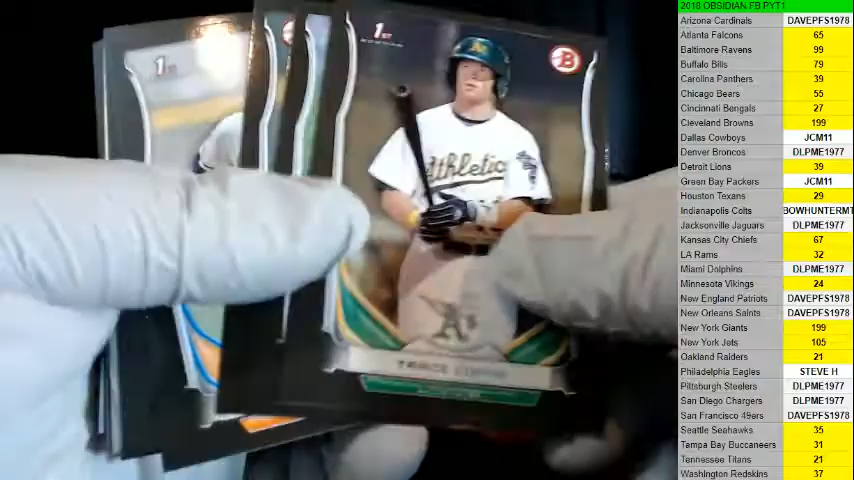 1ST
1ST
B
Athletic
A's
2018 OBSIDIAN FB PYT1
Arizona Cardinals DAVEPFS1978
Atlanta Falcons 65
Baltimore Ravens 99
Buffalo Bills 79
Carolina Panthers 39
Chicago Bears 55
Cincinnati Bengals 27
Cleveland Browns 199
Dallas Cowboys JCM11
Denver Broncos DLPME1977
Detroit Lions 39
Green Bay Packers JCM11
Houston Texans 29
Indianapolis Colts BOWHUNTERMT
Jacksonville Jaguars DLPME1977
Kansas City Chiefs 67
LA Rams 32
Miami Dolphins DLPME1977
Minnesota Vikings 24
New England Patriots DAVEPFS1978
New Orleans Saints DAVEPFS1978
New York Giants 199
New York Jets 105
Oakland Raiders 21
Philadelphia Eagles STEVE H
Pittsburgh Steelers DLPME1977
San Diego Chargers DLPME1977
San Francisco 49ers DAVEPFS1978
Seattle Seahawks 35
Tampa Bay Buccaneers 31
Tennessee Titans 21
Washington Redskins 37